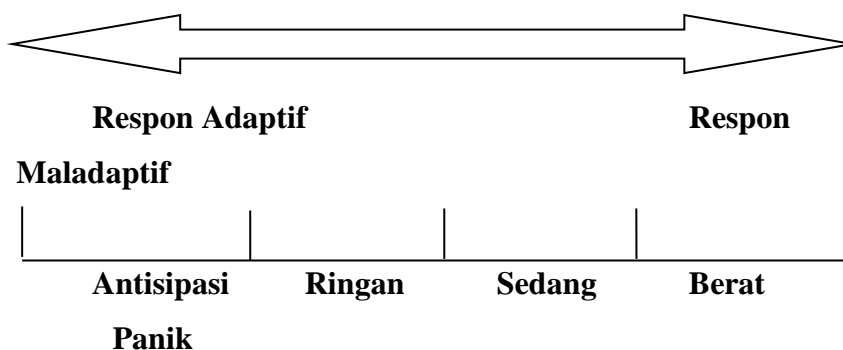 Respon Adaptif Respon
Maladaptif
Antisipasi Ringan Sedang Berat
Panik